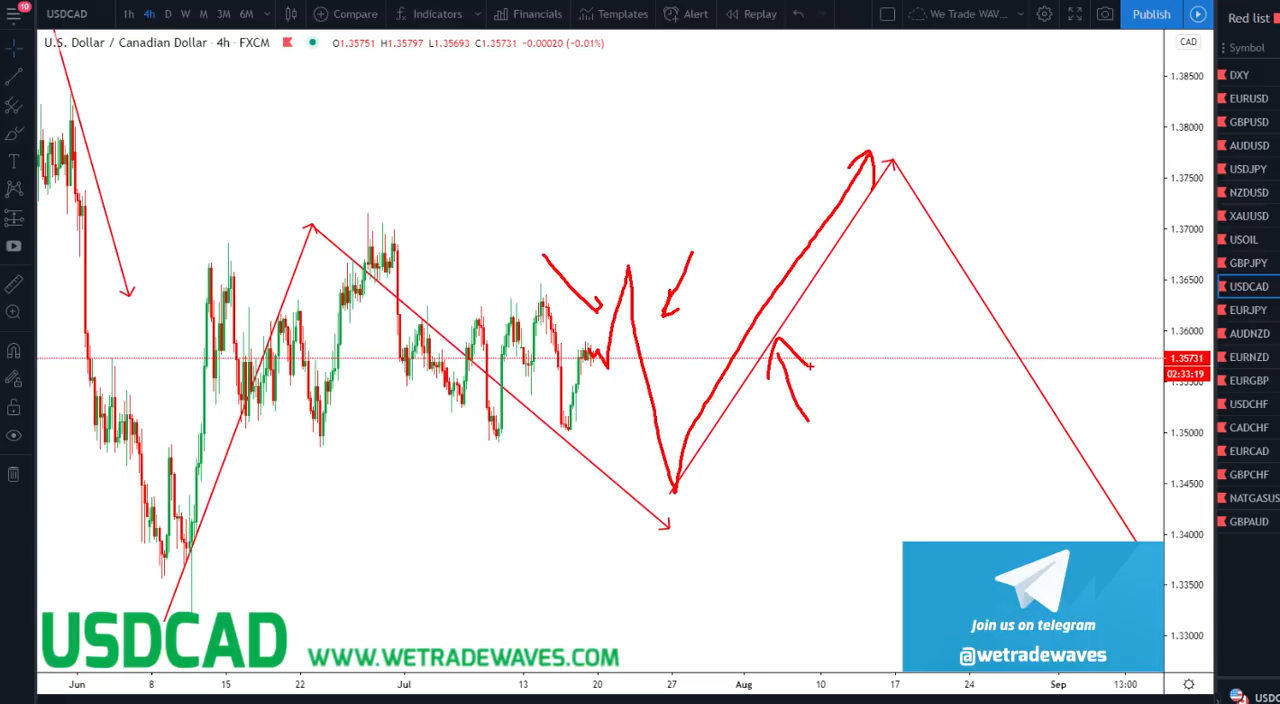 10
USDCAD 1h 4h D W M 3M 6M Compare Indicators Financials Templates Alert Replay We Trade WAV... Publish
Red list
U.S. Dollar / Canadian Dollar · 4h · FXCM O1.35751 H1.35797 L1.35693 C1.35731 −0.00020 (−0.01%)
CAD
Symbol
DXY
EURUSD
GBPUSD
AUDUSD
USDJPY
NZDUSD
XAUUSD
USOIL
GBPJPY
USDCAD
EURJPY
AUDNZD
EURNZD
EURGBP
USDCHF
CADCHF
EURCAD
GBPCHF
NATGASUS
GBPAUD
USDC
1.38500
1.38000
1.37500
1.37000
1.36500
1.36000
1.35731
02:33:19
1.35000
1.34500
1.34000
1.33500
1.33000
Join us on telegram
@wetradewaves
USDCAD
WWW.WETRADEWAVES.COM
Jun 8 15 22 Jul 13 20 27 Aug 10 17 24 Sep 13:00